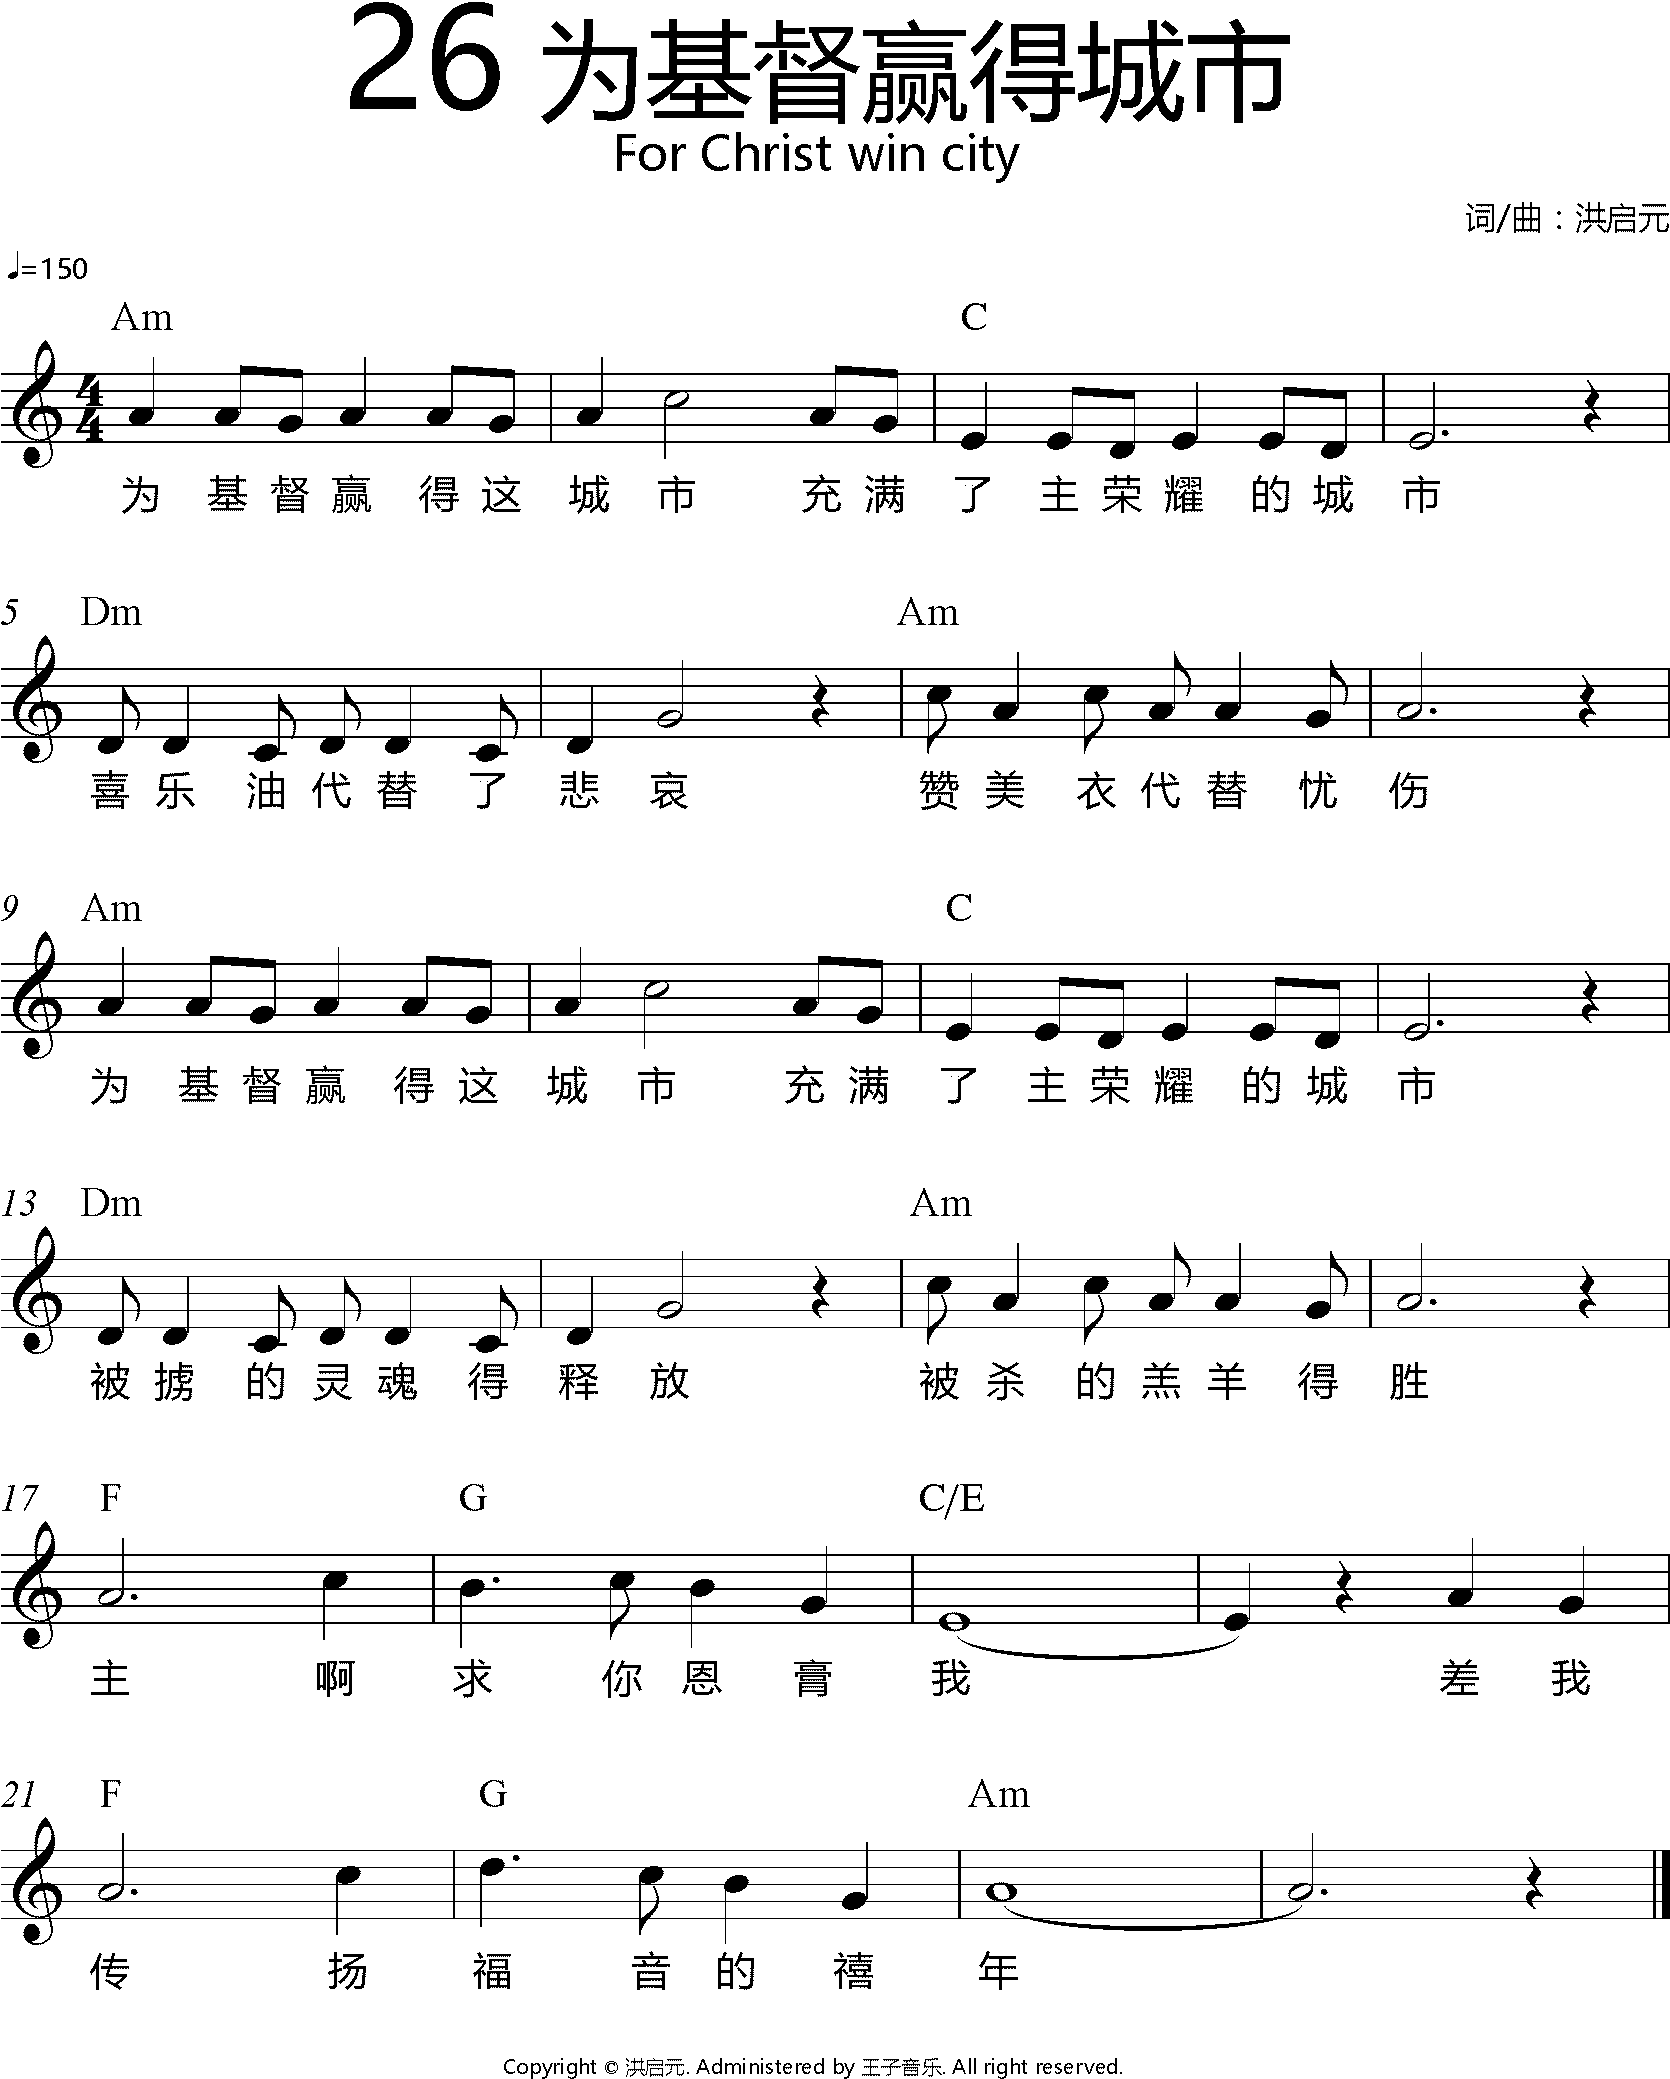 26 为基督赢得城市
For Christ win city
词/曲：洪启元
♩=150
Am C
为 基 督 赢 得 这 城 市 充 满 了 主 荣 耀 的 城 市
5 Dm Am
喜 乐 油 代 替 了 悲 哀 赞 美 衣 代 替 忧 伤
9 Am C
为 基 督 赢 得 这 城 市 充 满 了 主 荣 耀 的 城 市
13 Dm Am
被 掳 的 灵 魂 得 释 放 被 杀 的 羔 羊 得 胜
17 F G C/E
主 啊 求 你 恩 膏 我 差 我
21 F G Am
传 扬 福 音 的 禧 年
Copyright © 洪启元. Administered by 王子音乐. All right reserved.